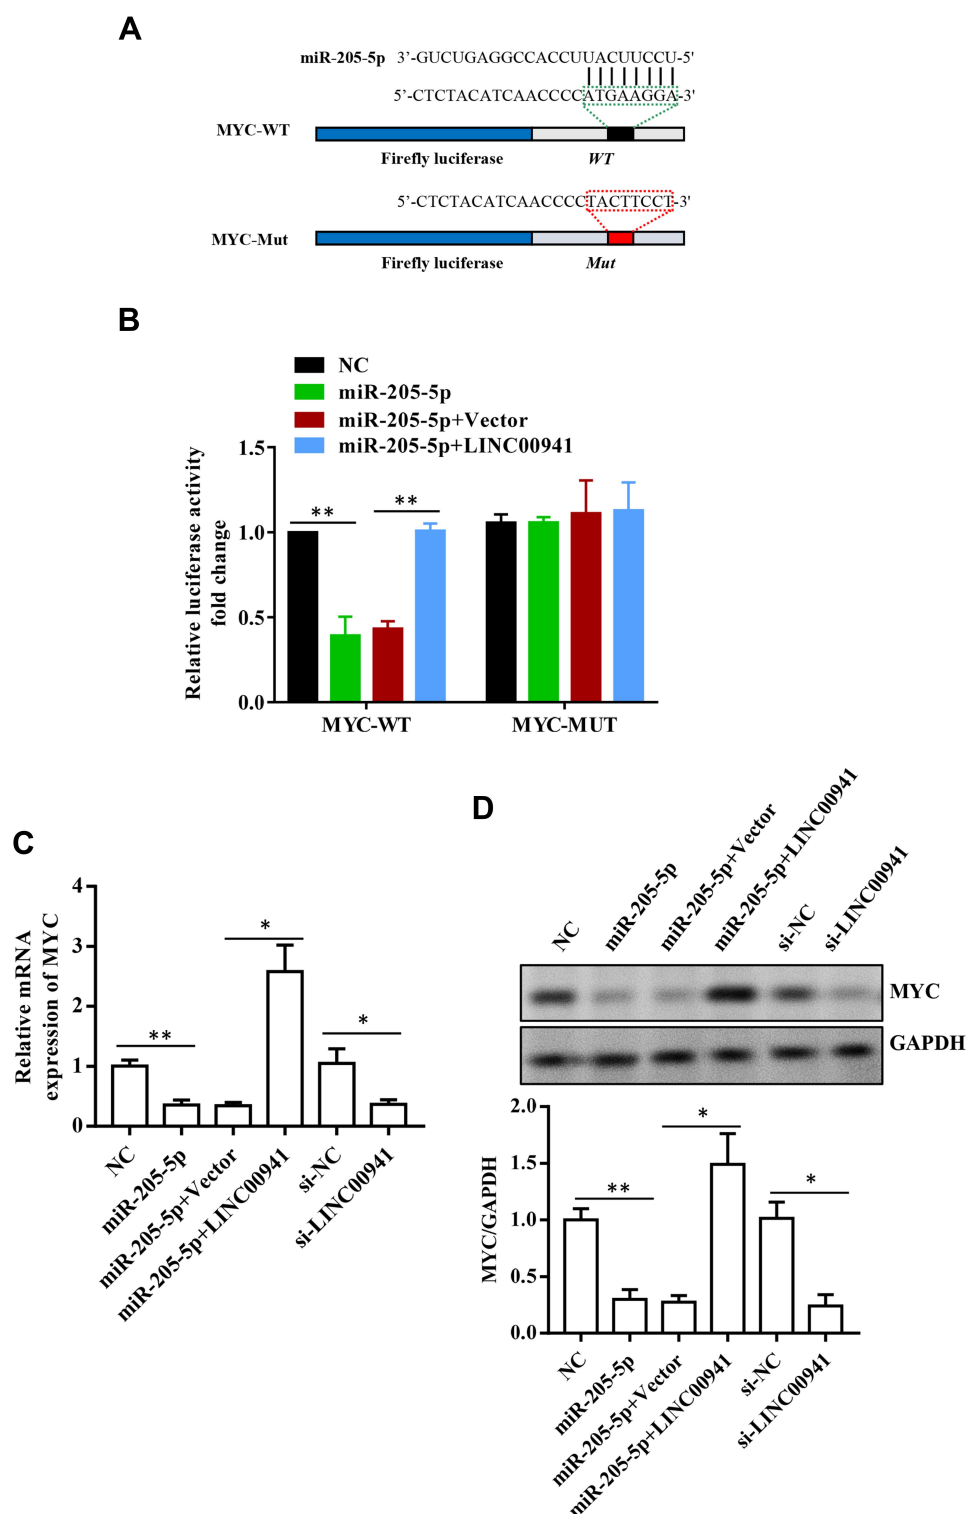 A
miR-205-5p 3'-GUCUGAGGCCACCUUACUUCCU-5'
5'-CTCTACATCAACCCCATGAAGGA-3'
MYC-WT
Firefly luciferase WT
5'-CTCTACATCAACCCCTACTTCCT-3'
MYC-Mut
Firefly luciferase Mut
B
NC
miR-205-5p
miR-205-5p+Vector
miR-205-5p+LINC00941
Relative luciferase activity
fold change
1.5
1.0
0.5
0.0
** **
MYC-WT MYC-MUT
C
Relative mRNA
expression of MYC
4
3
2
1
0
** * *
NC
miR-205-5p
miR-205-5p+Vector
miR-205-5p+LINC00941
si-NC
si-LINC00941
D
NC
miR-205-5p
miR-205-5p+Vector
miR-205-5p+LINC00941
si-NC
si-LINC00941
MYC
GAPDH
MYC/GAPDH
2.0
1.5
1.0
0.5
0.0
** * *
NC
miR-205-5p
miR-205-5p+Vector
miR-205-5p+LINC00941
si-NC
si-LINC00941